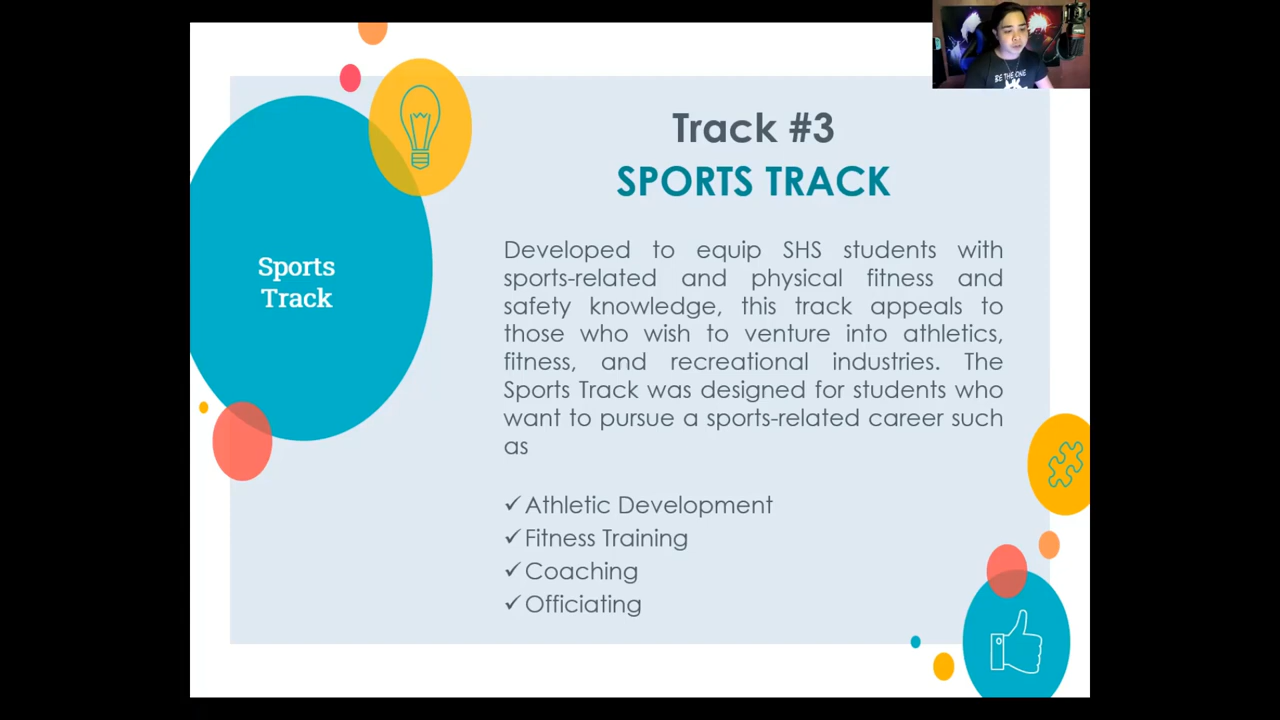 Track #3
SPORTS TRACK
Sports
Track
Developed to equip SHS students with
sports-related and physical fitness and
safety knowledge, this track appeals to
those who wish to venture into athletics,
fitness, and recreational industries. The
Sports Track was designed for students who
want to pursue a sports-related career such
as
✓Athletic Development
✓Fitness Training
✓Coaching
✓Officiating
BE THE ONE